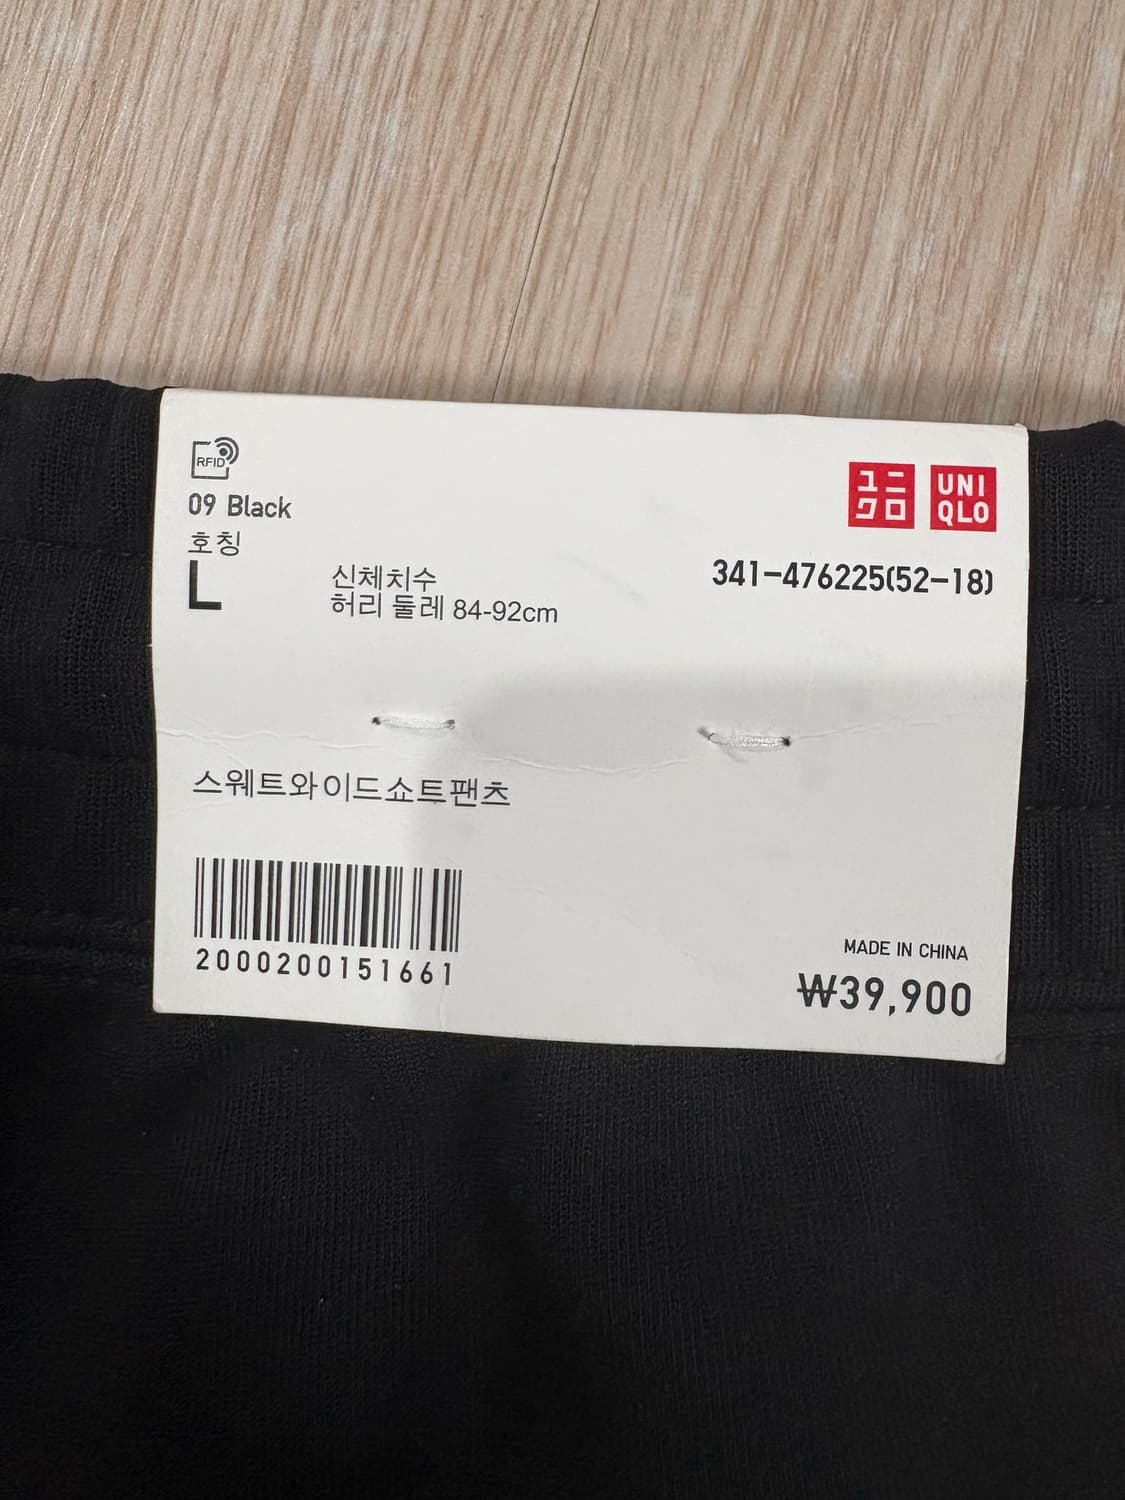 RFID
09 Black
호칭
L
신체치수
허리 둘레 84-92cm
ユニ
クロ
UNI
QLO
341-476225(52-18)
스웨트와이드쇼트팬츠
2000200151661
MADE IN CHINA
₩39,900